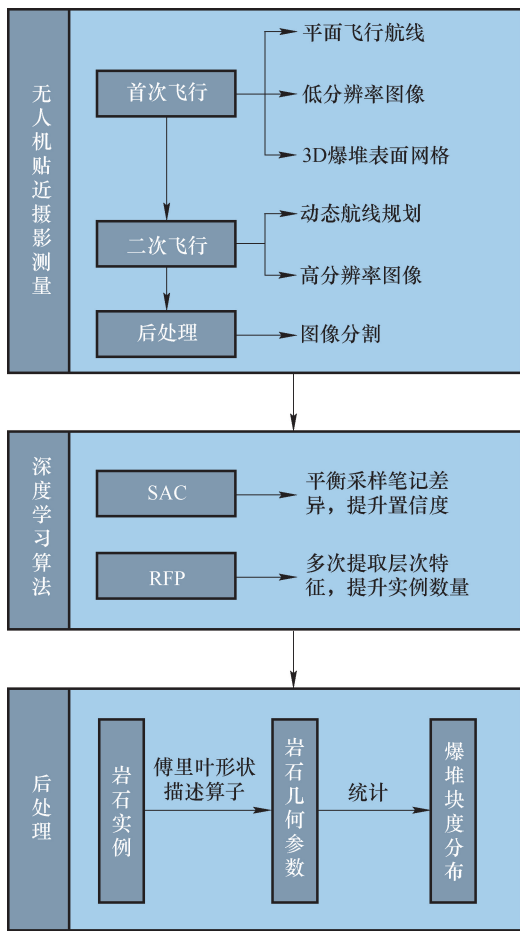 无人机贴近摄影测量
首次飞行
平面飞行航线
低分辨率图像
3D爆堆表面网格
二次飞行
动态航线规划
高分辨率图像
后处理
图像分割
深度学习算法
SAC
平衡采样笔记差
异，提升置信度
RFP
多次提取层次特
征，提升实例数量
后处理
岩石实例
傅里叶形状
描述算子
岩石几何参数
统计
爆堆块度分布